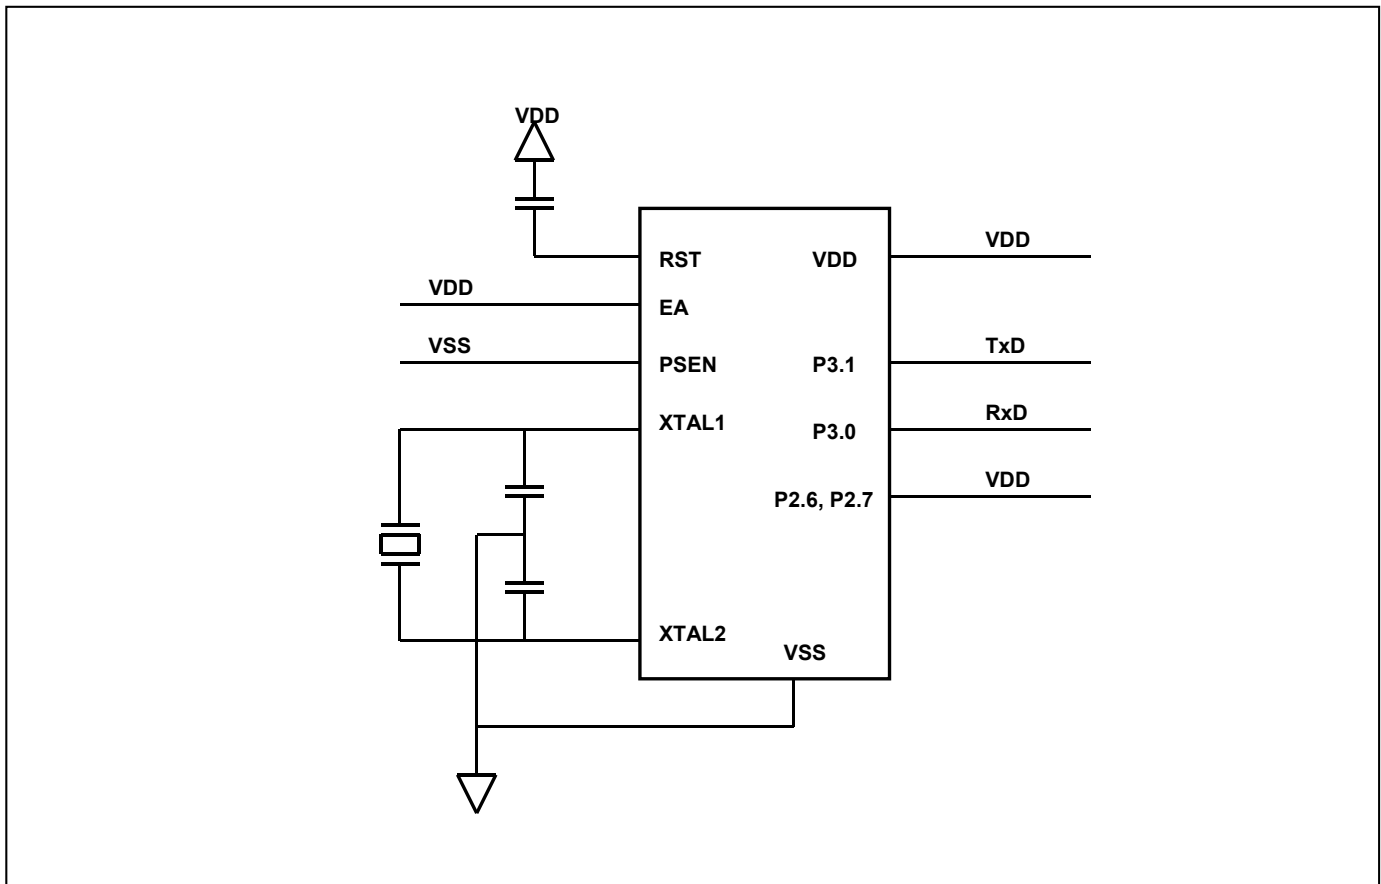 VDD
RST
VDD
VDD
VDD
EA
VSS
PSEN
P3.1
TxD
XTAL1
P3.0
RxD
P2.6, P2.7
VDD
XTAL2
VSS